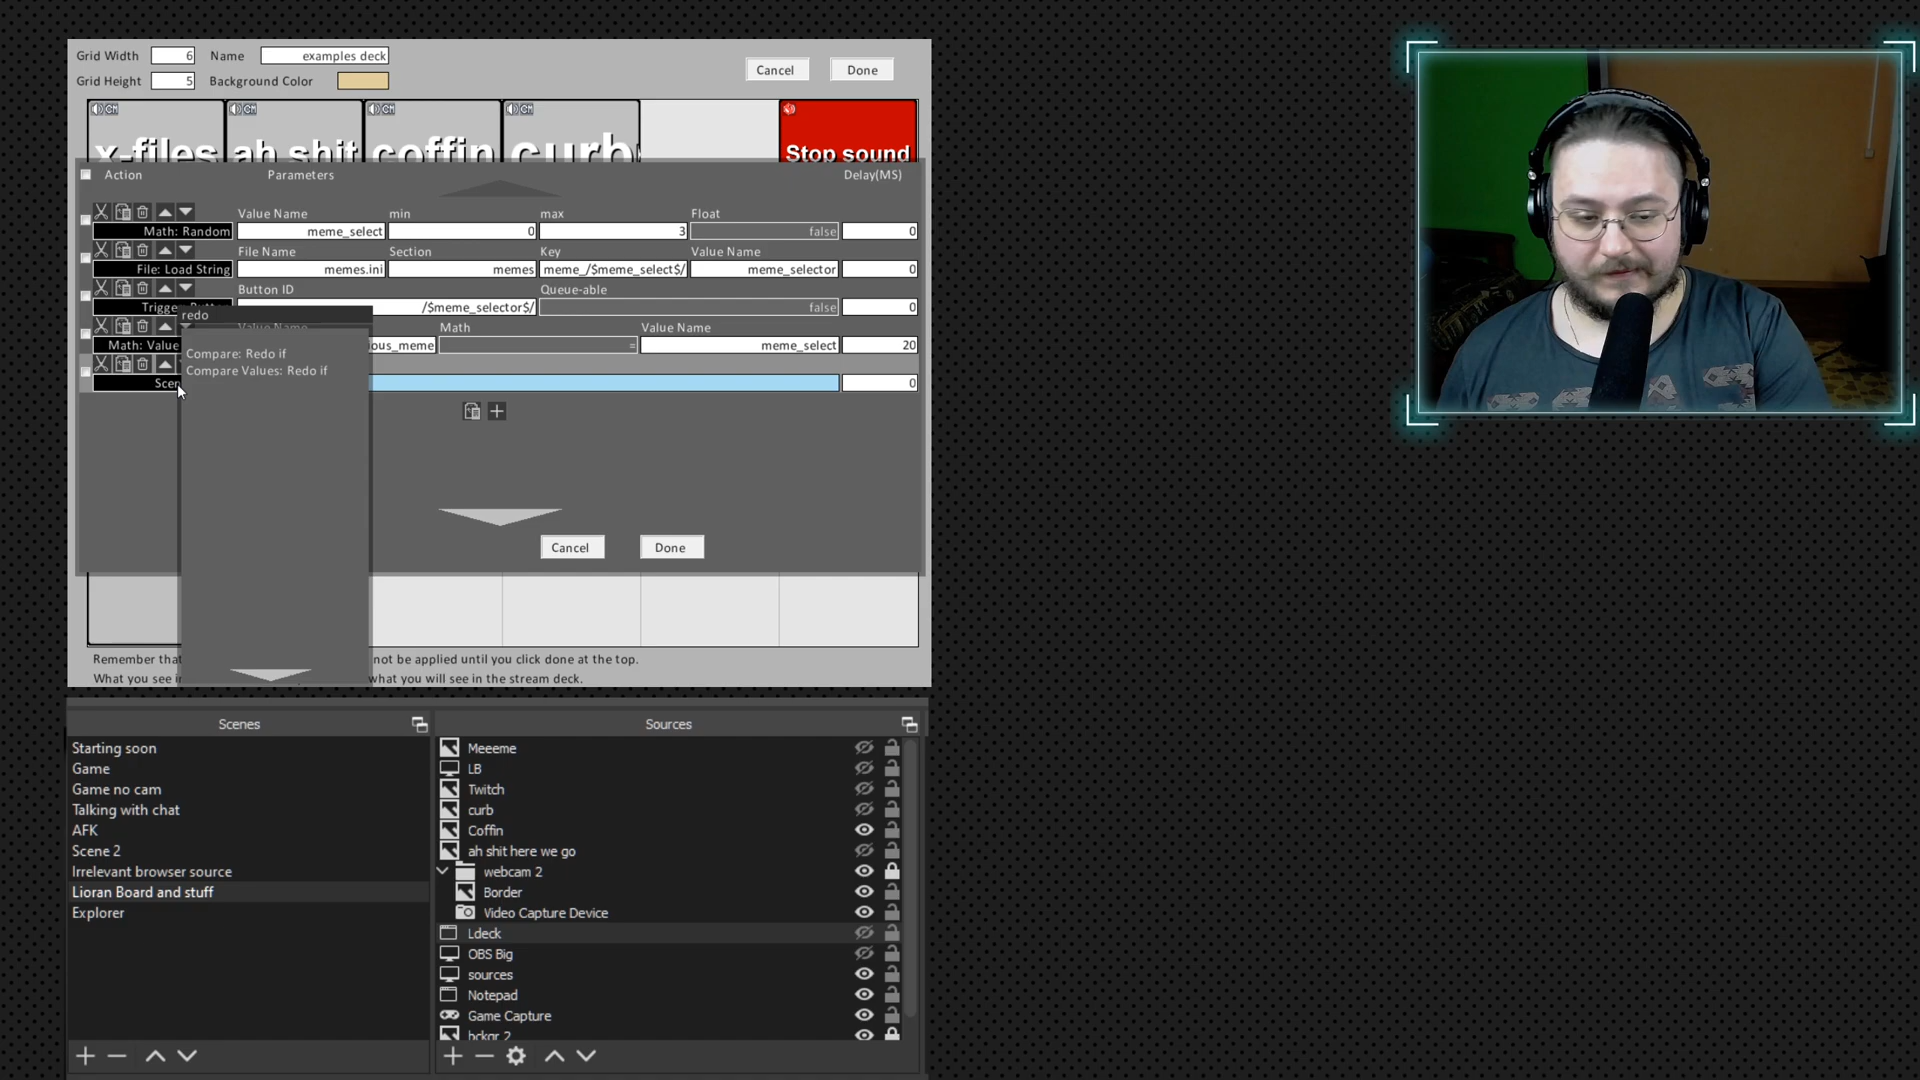 Grid Width 6 Name examples deck
Grid Height 5 Background Color
Cancel Done
CH CH CH CH
x-files ah shit coffin curb Stop sound
Action Parameters Delay(MS)
Value Name min max Float
Math: Random meme_select 0 3 false 0
File Name Section Key Value Name
File: Load String memes.ini memes meme_/$meme_select$/ meme_selector 0
Button ID Queue-able
/$meme_selector$/ false 0
redo
Math Value Name
Math: Value = meme_select 20
Compare: Redo if
Compare Values: Redo if
0
Cancel Done
Remember that not be applied until you click done at the top.
What you see in what you will see in the stream deck.
Scenes
Starting soon
Game
Game no cam
Talking with chat
AFK
Scene 2
Irrelevant browser source
Lioran Board and stuff
Explorer
Sources
Meeeme
LB
Twitch
curb
Coffin
ah shit here we go
webcam 2
Border
Video Capture Device
Ldeck
OBS Big
sources
Notepad
Game Capture
bckgr 2